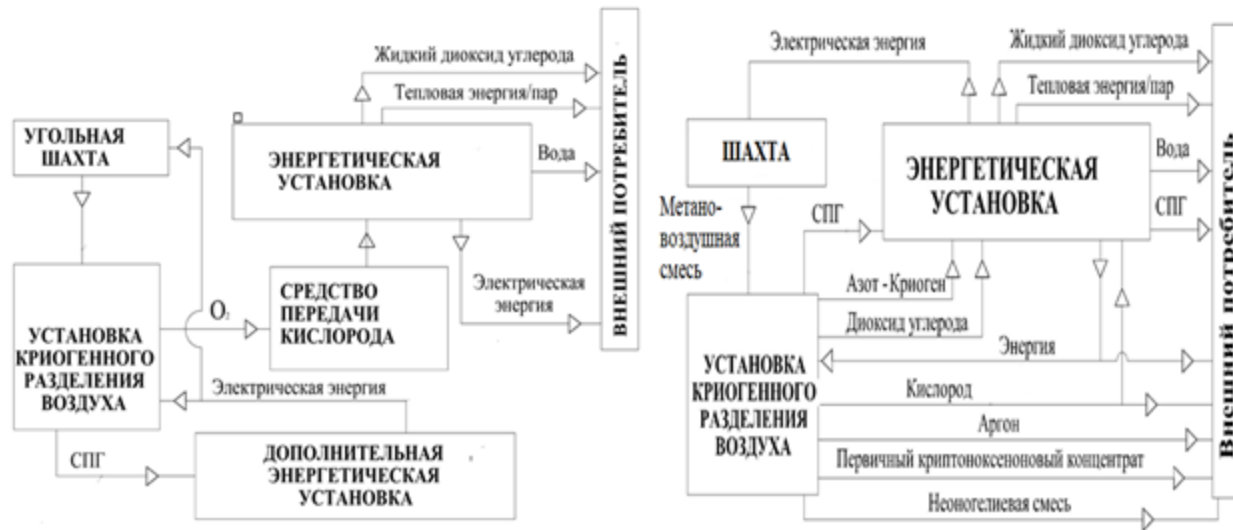 Жидкий диоксид углерода
Тепловая энергия/пар
УГОЛЬНАЯ
ШАХТА
ЭНЕРГЕТИЧЕСКАЯ
УСТАНОВКА
Вода
ВНЕШНИЙ ПОТРЕБИТЕЛЬ
СРЕДСТВО
ПЕРЕДАЧИ
КИСЛОРОДА
Электрическая
энергия
O₂
УСТАНОВКА
КРИОГЕННОГО
РАЗДЕЛЕНИЯ
ВОЗДУХА
Электрическая энергия
СПГ
ДОПОЛНИТЕЛЬНАЯ
ЭНЕРГЕТИЧЕСКАЯ
УСТАНОВКА
Электрическая
энергия
Жидкий диоксид углерода
Тепловая энергия/пар
ШАХТА
ЭНЕРГЕТИЧЕСКАЯ
УСТАНОВКА
Вода
СПГ
Внешний потребитель
Метано-
воздушная
смесь
СПГ
Азот - Криоген
Диоксид углерода
Энергия
УСТАНОВКА
КРИОГЕННОГО
РАЗДЕЛЕНИЯ
ВОЗДУХА
Кислород
Аргон
Первичный криптоноксеноновый концентрат
Неоногелиевая смесь